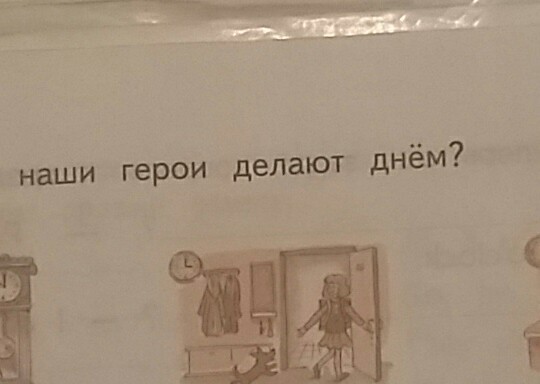 наши герои делают днём?